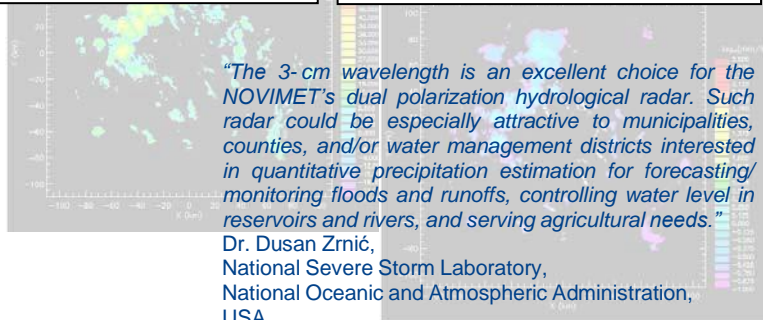 “The 3- cm wavelength is an excellent choice for the
NOVIMET’s dual polarization hydrological radar. Such
radar could be especially attractive to municipalities,
counties, and/or water management districts interested
in quantitative precipitation estimation for forecasting/
monitoring floods and runoffs, controlling water level in
reservoirs and rivers, and serving agricultural needs.”
Dr. Dusan Zrnić,
National Severe Storm Laboratory,
National Oceanic and Atmospheric Administration,
USA